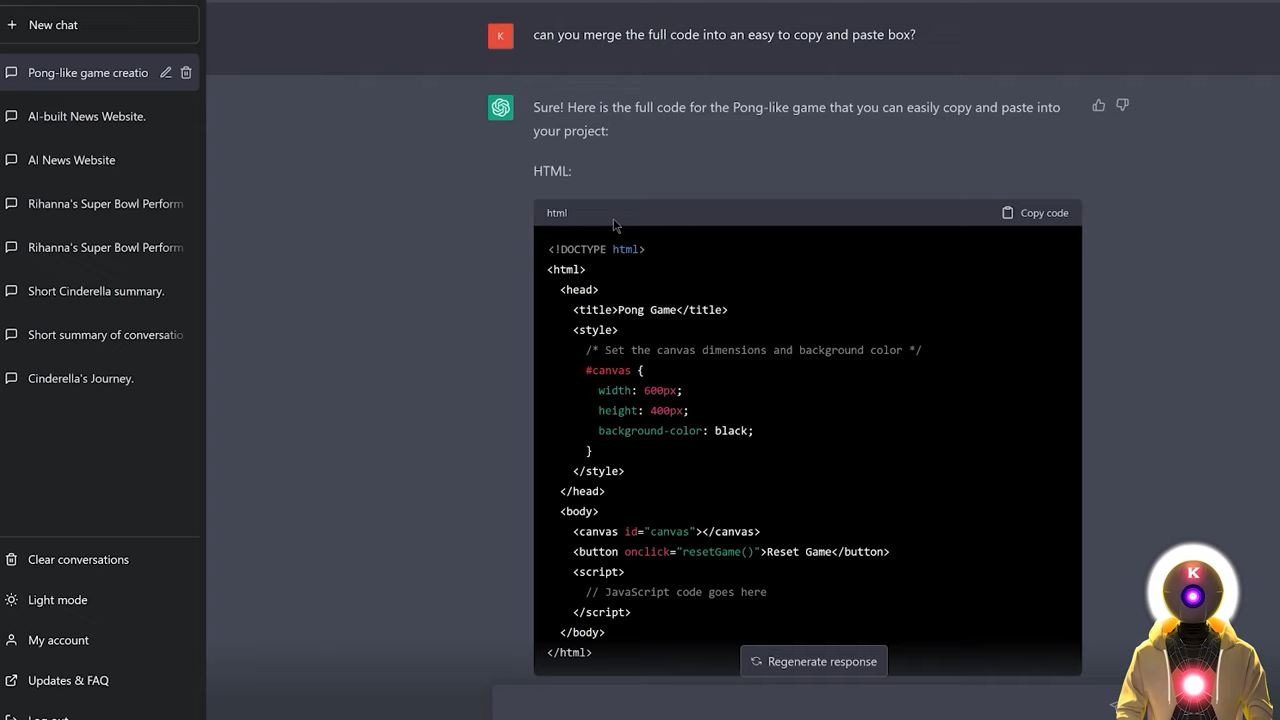 New chat
Pong-like game creatio
AI-built News Website.
AI News Website
Rihanna's Super Bowl Perform
Rihanna's Super Bowl Perform
Short Cinderella summary.
Short summary of conversatio
Cinderella's Journey.
Clear conversations
Light mode
My account
Updates & FAQ
Log out
K
can you merge the full code into an easy to copy and paste box?
Sure! Here is the full code for the Pong-like game that you can easily copy and paste into
your project:
HTML:
html
Copy code
<!DOCTYPE html>
<html>
<head>
<title>Pong Game</title>
<style>
/* Set the canvas dimensions and background color */
#canvas {
width: 600px;
height: 400px;
background-color: black;
}
</style>
</head>
<body>
<canvas id="canvas"></canvas>
<button onclick="resetGame()">Reset Game</button>
<script>
// JavaScript code goes here
</script>
</body>
</html>
Regenerate response
K